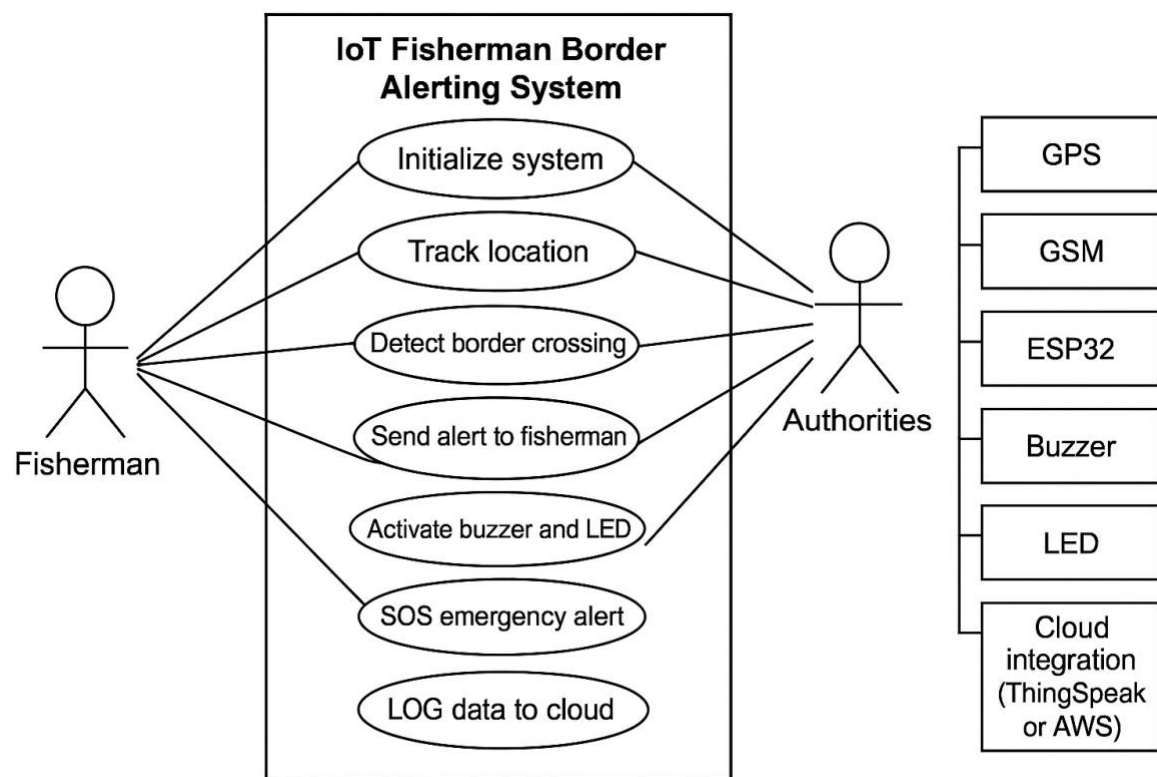 IoT Fisherman Border
Alerting System
Initialize system
Track location
Detect border crossing
Send alert to fisherman
Activate buzzer and LED
SOS emergency alert
LOG data to cloud
Fisherman
Authorities
GPS
GSM
ESP32
Buzzer
LED
Cloud
integration
(ThingSpeak
or AWS)